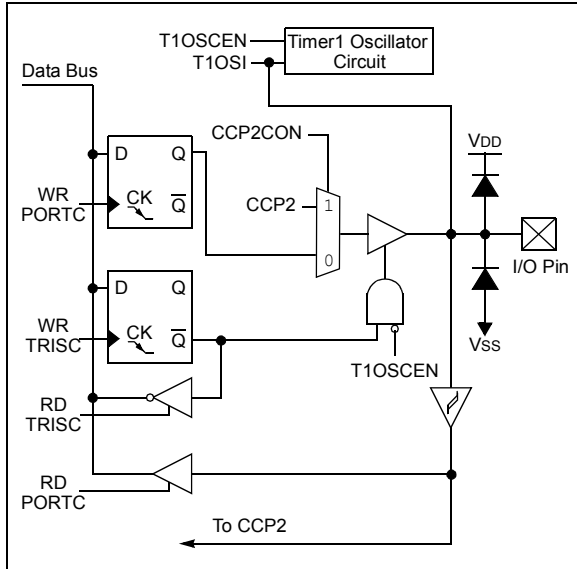 T1OSCEN
T1OSI
Timer1 Oscillator
Circuit
Data Bus
CCP2CON
VDD
D Q
CK Q
WR
PORTC
CCP2
1
0
I/O Pin
D Q
CK Q
WR
TRISC
VSS
T1OSCEN
RD
TRISC
RD
PORTC
To CCP2